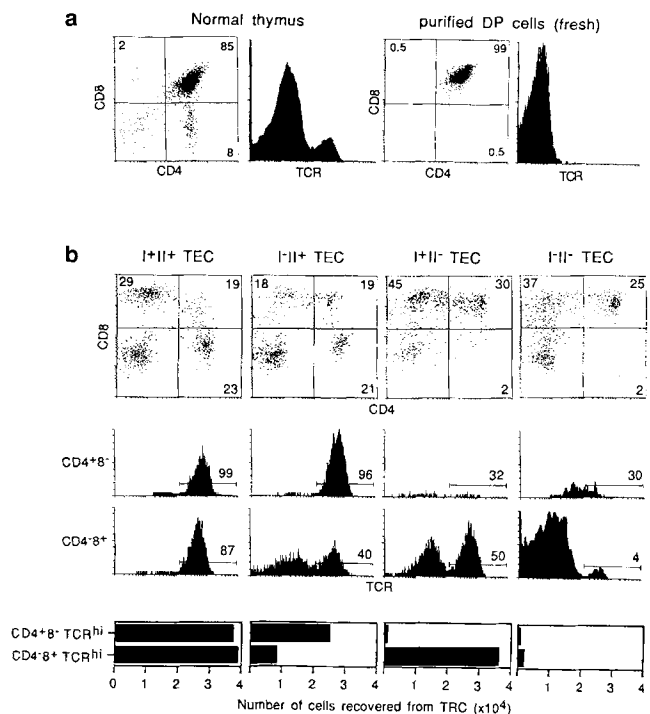 a
Normal thymus
purified DP cells (fresh)
2 85
8
CD8
CD4
TCR
0.5 99
0.5
CD8
CD4
TCR
b
I+II+ TEC I-II+ TEC I+II- TEC I-II- TEC
29 19 18 19 45 30 37 25
CD8
23 21 2 2
CD4
CD4+8-
99 96 32 30
CD4-8+
87 40 50 4
TCR
CD4+8- TCRhi
CD4-8+ TCRhi
0 1 2 3 4 1 2 3 4 1 2 3 4 1 2 3 4
Number of cells recovered from TRC (x10⁴)